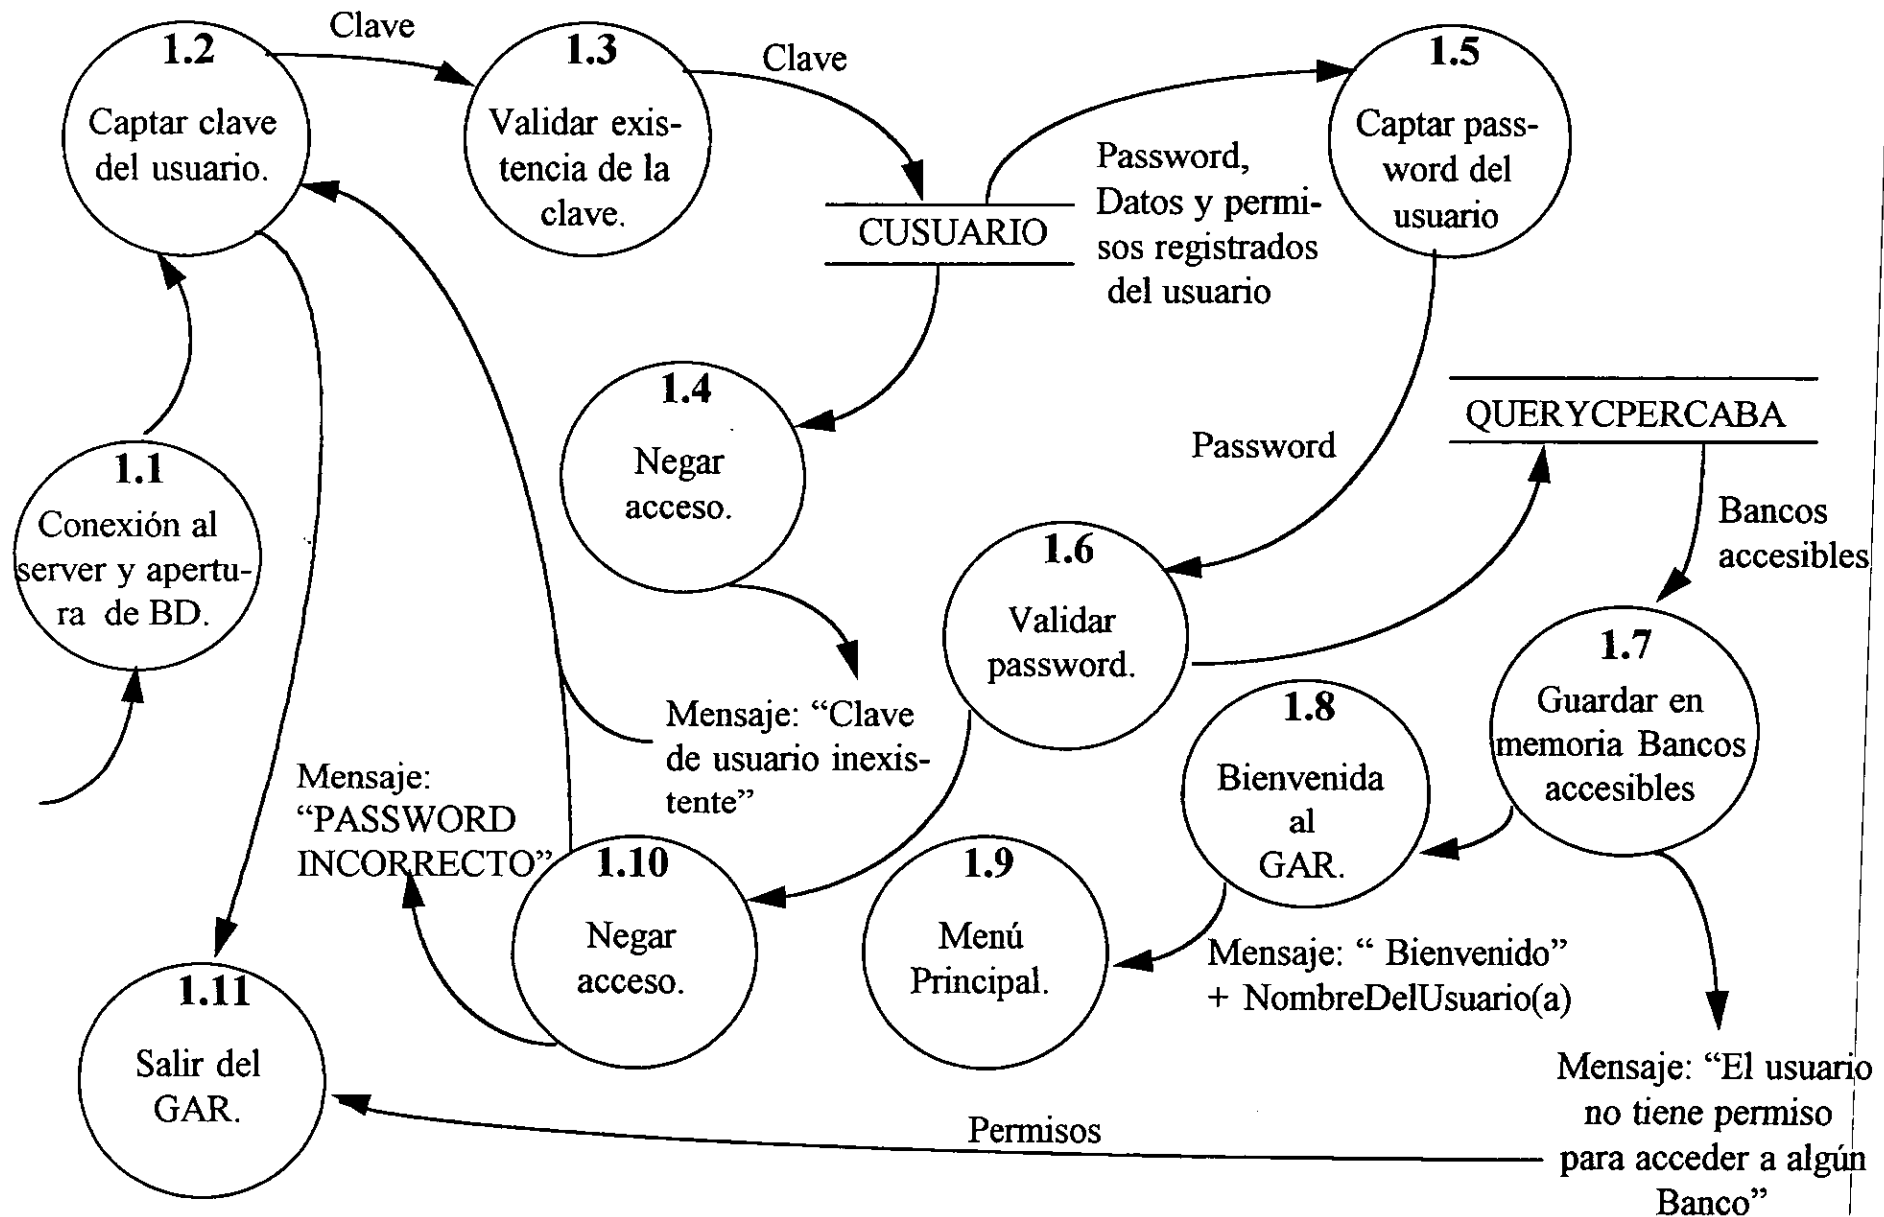 Clave
1.2
Captar clave
del usuario.
1.3
Validar exis-
tencia de la
clave.
Clave
CUSUARIO
Password,
Datos y permi-
sos registrados
del usuario
1.5
Captar pass-
word del
usuario
1.4
Negar
acceso.
Password
QUERYCPERCABA
Bancos
accesibles
1.1
Conexión al
server y apertu-
ra de BD.
1.6
Validar
password.
1.7
Guardar en
memoria Bancos
accesibles
Mensaje: “Clave
de usuario inexis-
tente”
1.8
Bienvenida
al
GAR.
Mensaje:
“PASSWORD
INCORRECTO”
1.10
Negar
acceso.
1.9
Menú
Principal.
Mensaje: “ Bienvenido”
+ NombreDelUsuario(a)
1.11
Salir del
GAR.
Permisos
Mensaje: “El usuario
no tiene permiso
para acceder a algún
Banco”